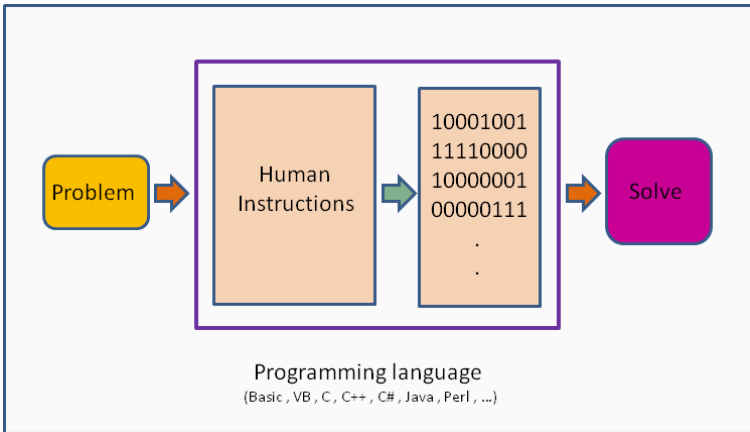 Problem
Human
Instructions
10001001
11110000
10000001
00000111
.
.
Solve
Programming language
(Basic , VB , C , C++ , C# , Java , Perl , ...)